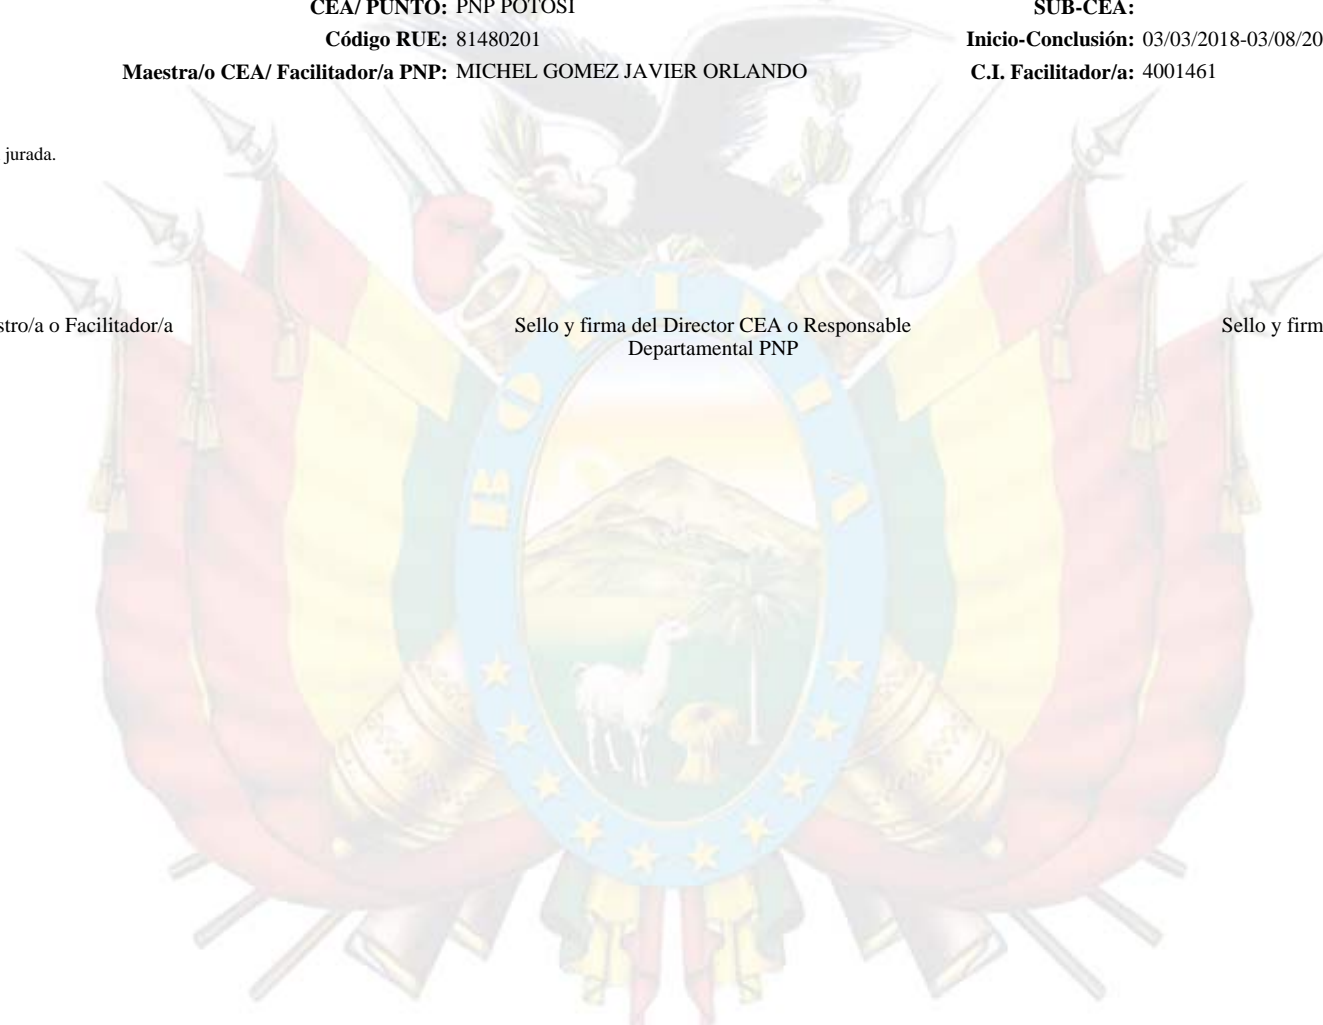 CEA/ PUNTO: PNP POTOSI SUB-CEA:
Código RUE: 81480201 Inicio-Conclusión: 03/03/2018-03/08/20
Maestra/o CEA/ Facilitador/a PNP: MICHEL GOMEZ JAVIER ORLANDO C.I. Facilitador/a: 4001461
jurada.
stro/a o Facilitador/a Sello y firma del Director CEA o Responsable Sello y firm
Departamental PNP
BOLIVIA